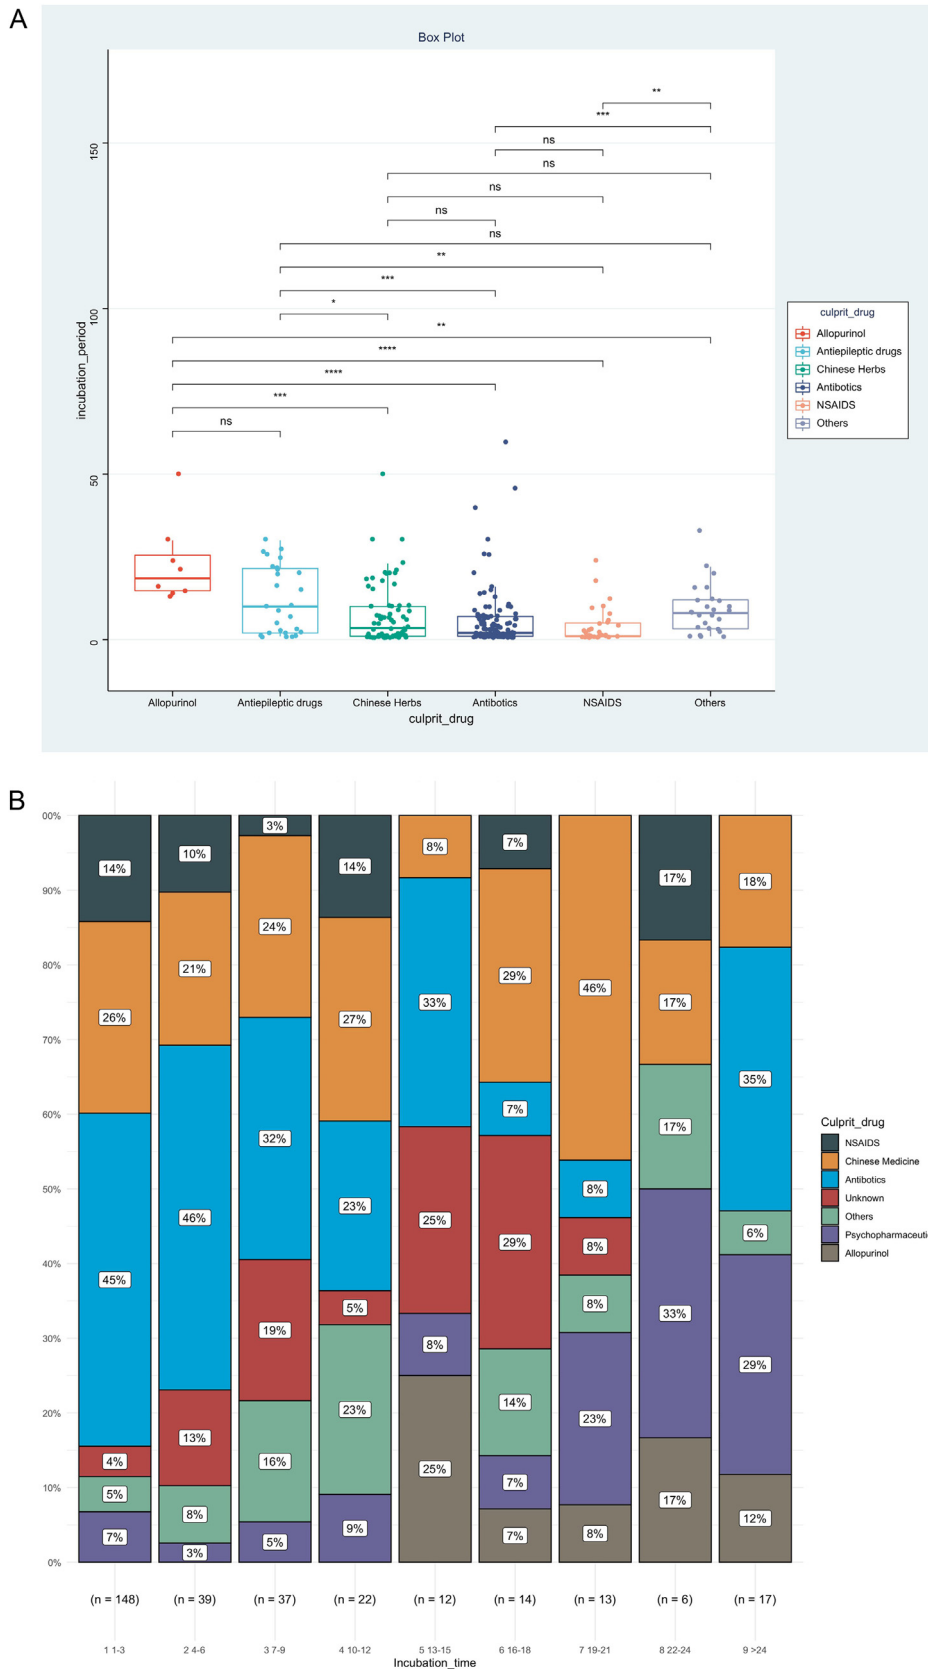 A
Box Plot
**
***
ns
ns
ns
ns
ns
**
***
*
**
****
****
***
ns
150
100
50
0
incubation_period
Allopurinol
Antiepileptic drugs
Chinese Herbs
Antibotics
NSAIDS
Others
culprit_drug
culprit_drug
Allopurinol
Antiepileptic drugs
Chinese Herbs
Antibotics
NSAIDS
Others
B
00%
90%
80%
70%
60%
50%
40%
30%
20%
10%
0%
14%
26%
45%
4%
5%
7%
10%
21%
46%
13%
8%
3%
3%
24%
32%
19%
16%
5%
14%
27%
23%
5%
23%
9%
8%
33%
25%
8%
25%
7%
29%
7%
29%
14%
7%
7%
46%
8%
8%
8%
23%
8%
17%
17%
17%
33%
17%
18%
35%
6%
29%
12%
Culprit_drug
NSAIDS
Chinese Medicine
Antibotics
Unknown
Others
Psychopharmaceuti
Allopurinol
(n = 148)
(n = 39)
(n = 37)
(n = 22)
(n = 12)
(n = 14)
(n = 13)
(n = 6)
(n = 17)
1 1-3
2 4-6
3 7-9
4 10-12
5 13-15
6 16-18
7 19-21
8 22-24
9 >24
Incubation_time